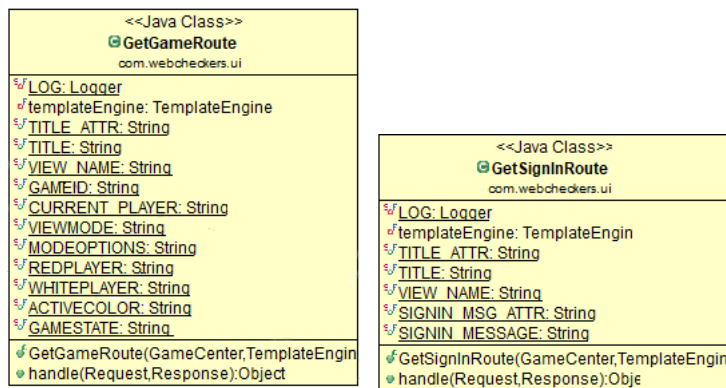 <<Java Class>>
GetGameRoute
com.webcheckers.ui
LOG: Logger
templateEngine: TemplateEngine
TITLE_ATTR: String
TITLE: String
VIEW_NAME: String
GAMEID: String
CURRENT_PLAYER: String
VIEWMODE: String
MODEOPTIONS: String
REDPLAYER: String
WHITEPLAYER: String
ACTIVECOLOR: String
GAMESTATE: String
GetGameRoute(GameCenter,TemplateEngin
handle(Request,Response):Object
<<Java Class>>
GetSignInRoute
com.webcheckers.ui
LOG: Logger
templateEngine: TemplateEngin
TITLE_ATTR: String
TITLE: String
VIEW_NAME: String
SIGNIN_MSG_ATTR: String
SIGNIN_MESSAGE: String
GetSignInRoute(GameCenter,TemplateEngin
handle(Request,Response):Obje